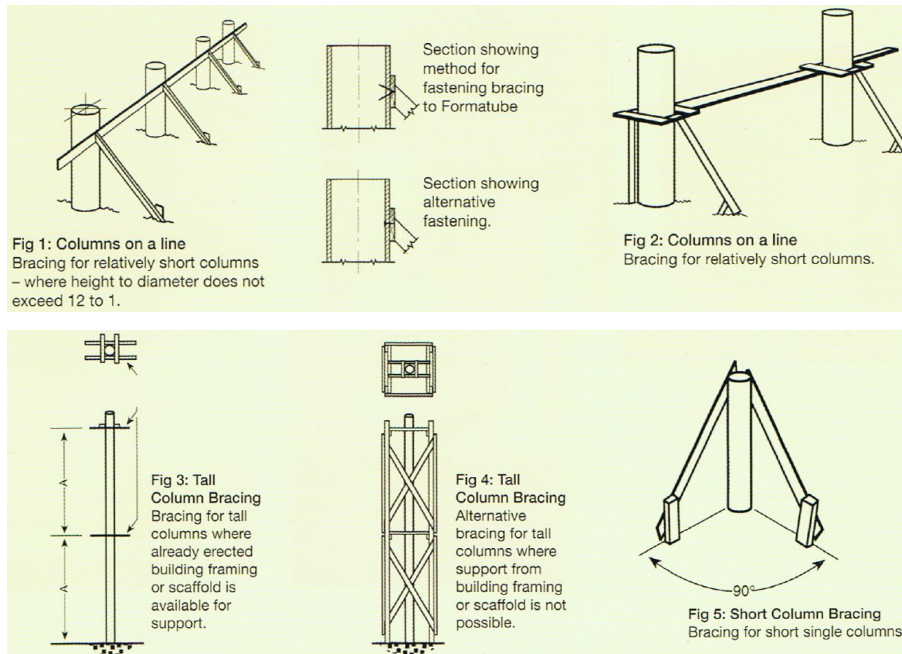 Section showing
method for
fastening bracing
to Formatube
Section showing
alternative
fastening.
Fig 1: Columns on a line
Bracing for relatively short columns
– where height to diameter does not
exceed 12 to 1.
Fig 2: Columns on a line
Bracing for relatively short columns.
A
A
Fig 3: Tall
Column Bracing
Bracing for tall
columns where
already erected
building framing
or scaffold is
available for
support.
Fig 4: Tall
Column Bracing
Alternative
bracing for tall
columns where
support from
building framing
or scaffold is not
possible.
90°
Fig 5: Short Column Bracing
Bracing for short single columns